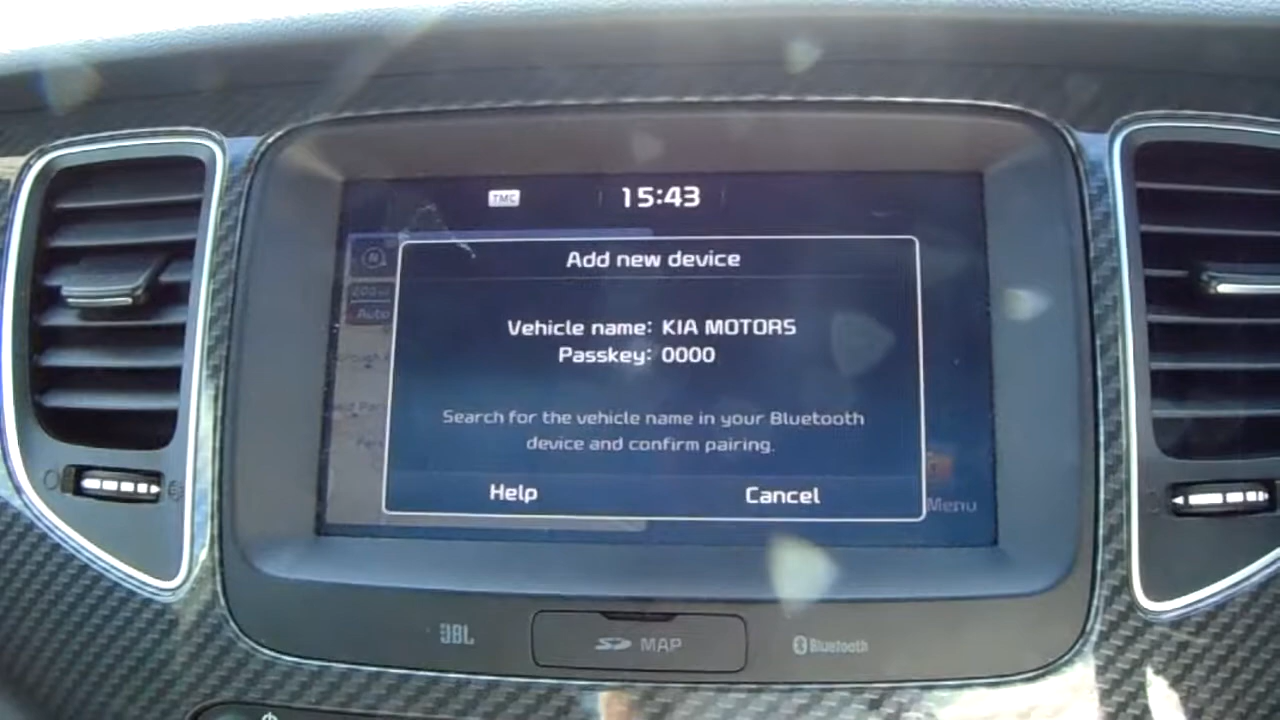 TMC
15:43
Add new device
N
Auto
Vehicle name: KIA MOTORS
Passkey: 0000
Search for the vehicle name in your Bluetooth
device and confirm pairing.
Help
Cancel
Menu
JBL
SD MAP
Bluetooth